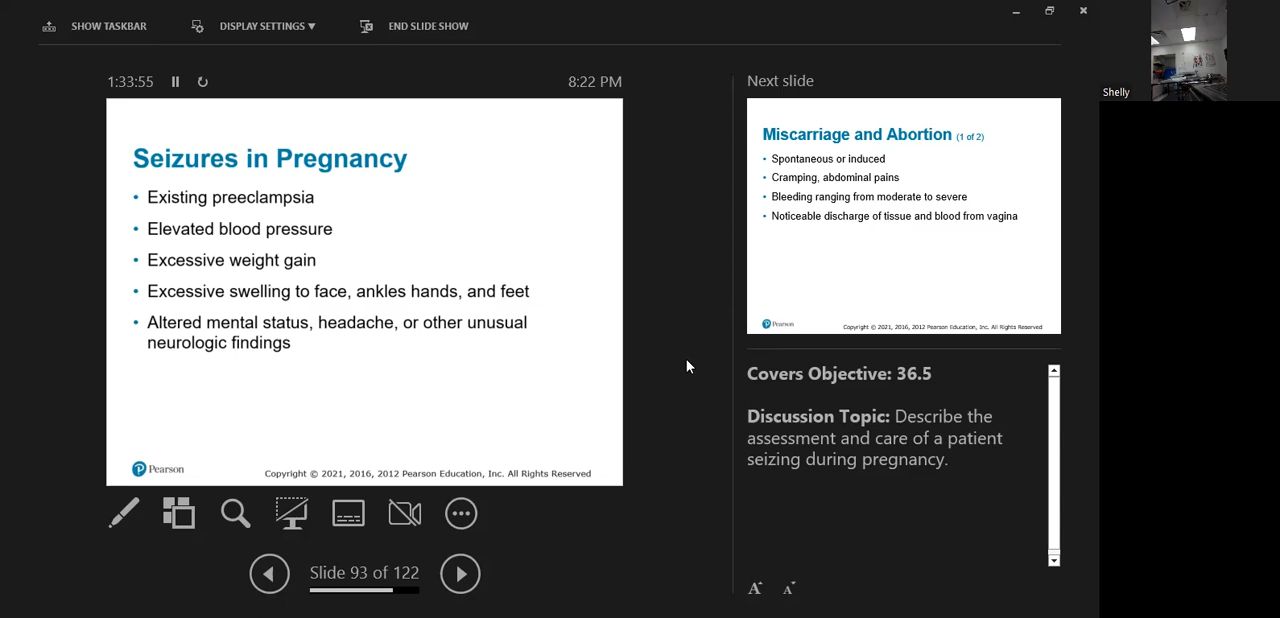 SHOW TASKBAR
DISPLAY SETTINGS ▼
END SLIDE SHOW
1:33:55
8:22 PM
Seizures in Pregnancy
• Existing preeclampsia
• Elevated blood pressure
• Excessive weight gain
• Excessive swelling to face, ankles hands, and feet
• Altered mental status, headache, or other unusual
neurologic findings
Pearson
Copyright © 2021, 2016, 2012 Pearson Education, Inc. All Rights Reserved
Slide 93 of 122
Next slide
Miscarriage and Abortion (1 of 2)
• Spontaneous or induced
• Cramping, abdominal pains
• Bleeding ranging from moderate to severe
• Noticeable discharge of tissue and blood from vagina
Pearson
Copyright © 2021, 2016, 2012 Pearson Education, Inc. All Rights Reserved
Covers Objective: 36.5
Discussion Topic: Describe the
assessment and care of a patient
seizing during pregnancy.
A A
Shelly